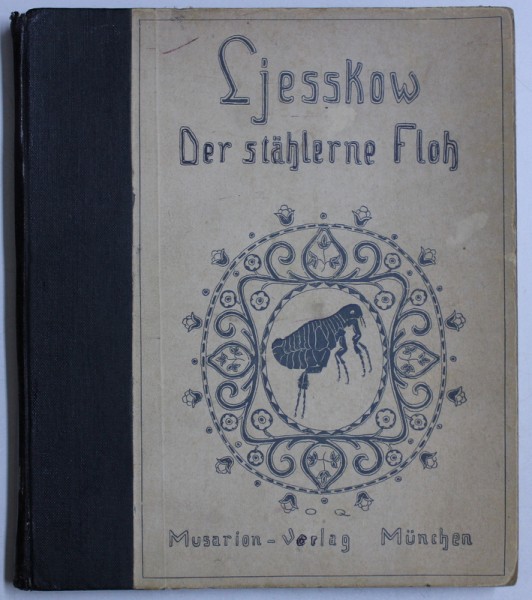 Ljesskow
Der stählerne Floh
O Q
Musarion-Verlag München